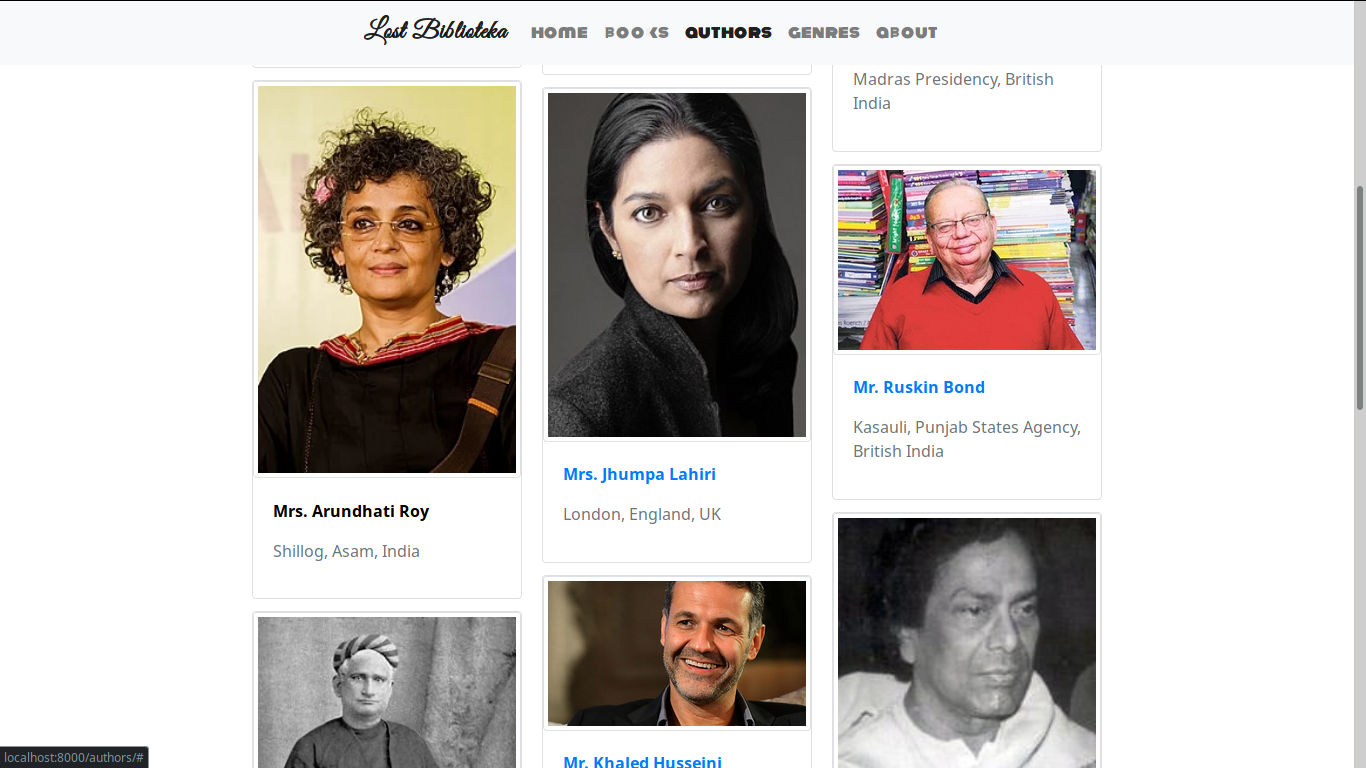 Lost Biblioteka HOME BOOKS AUTHORS GENRES ABOUT
Mrs. Arundhati Roy
Shillog, Asam, India
Mrs. Jhumpa Lahiri
London, England, UK
Mr. Khaled Husseini
Madras Presidency, British
India
Mr. Ruskin Bond
Kasauli, Punjab States Agency,
British India
localhost:8000/authors/#